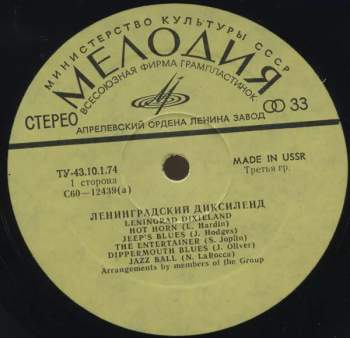 МИНИСТЕРСТВО КУЛЬТУРЫ СССР
МЕЛОДИЯ
ВСЕСОЮЗНАЯ ФИРМА ГРАМПЛАСТИНОК
СТЕРЕО
33
АПРЕЛЕВСКИЙ ОРДЕНА ЛЕНИНА ЗАВОД
ТУ-43.10.1.74
1 сторона
С60—12439(а)
MADE IN USSR
Третья гр.
ЛЕНИНГРАДСКИЙ ДИКСИЛЕНД
LENINGRAD DIXIELAND
HOT HORN (L. Hardin)
JEEP'S BLUES (J. Hodges)
THE ENTERTAINER (S. Joplin)
DIPPERMOUTH BLUES (J. Oliver)
JAZZ BALL (N. LaRocca)
Arrangements by members of the Group